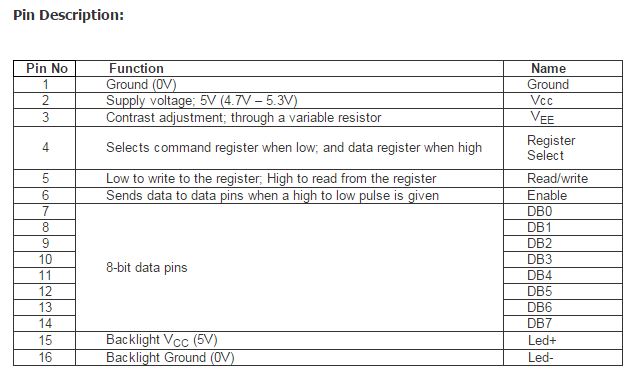 Pin Description:
Pin No Function Name
1 Ground (0V) Ground
2 Supply voltage; 5V (4.7V – 5.3V) Vcc
3 Contrast adjustment; through a variable resistor VEE
4 Selects command register when low; and data register when high Register
Select
5 Low to write to the register; High to read from the register Read/write
6 Sends data to data pins when a high to low pulse is given Enable
7 DB0
8 DB1
9 DB2
10 DB3
8-bit data pins
11 DB4
12 DB5
13 DB6
14 DB7
15 Backlight VCC (5V) Led+
16 Backlight Ground (0V) Led-